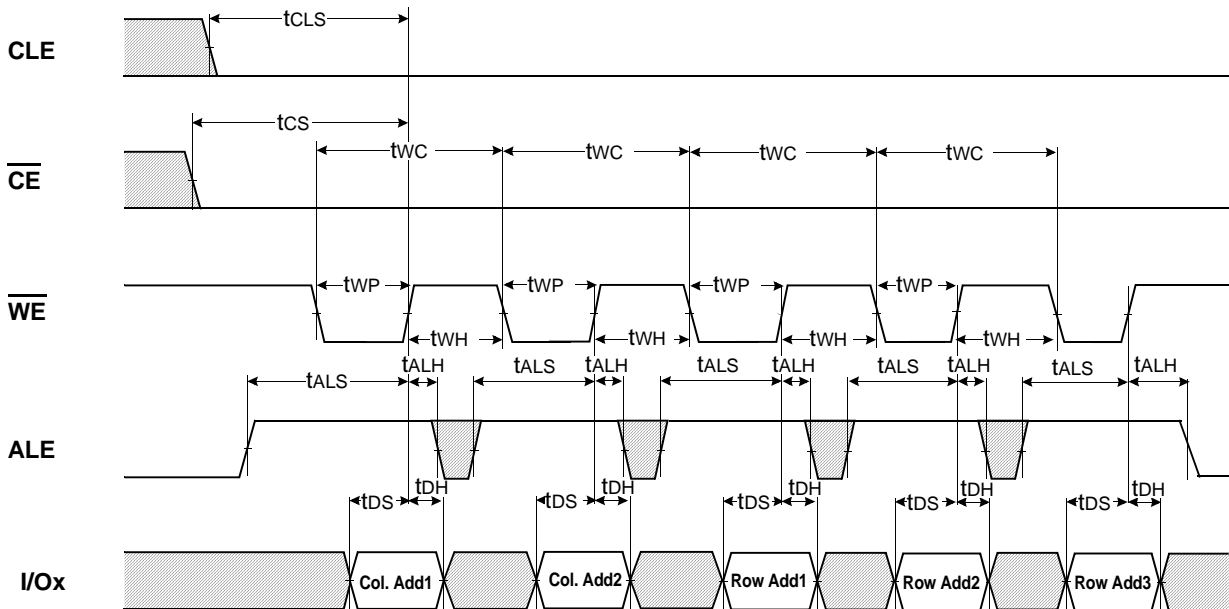 CLE
tCLS
CE
tCS
tWC tWC tWC tWC
WE
tWP tWP tWP tWP
tWH tWH tWH tWH
ALE
tALS tALH tALS tALH tALS tALH tALS tALH tALS tALH
I/Ox
tDS tDH tDS tDH tDS tDH tDS tDH tDS tDH
Col. Add1 Col. Add2 Row Add1 Row Add2 Row Add3